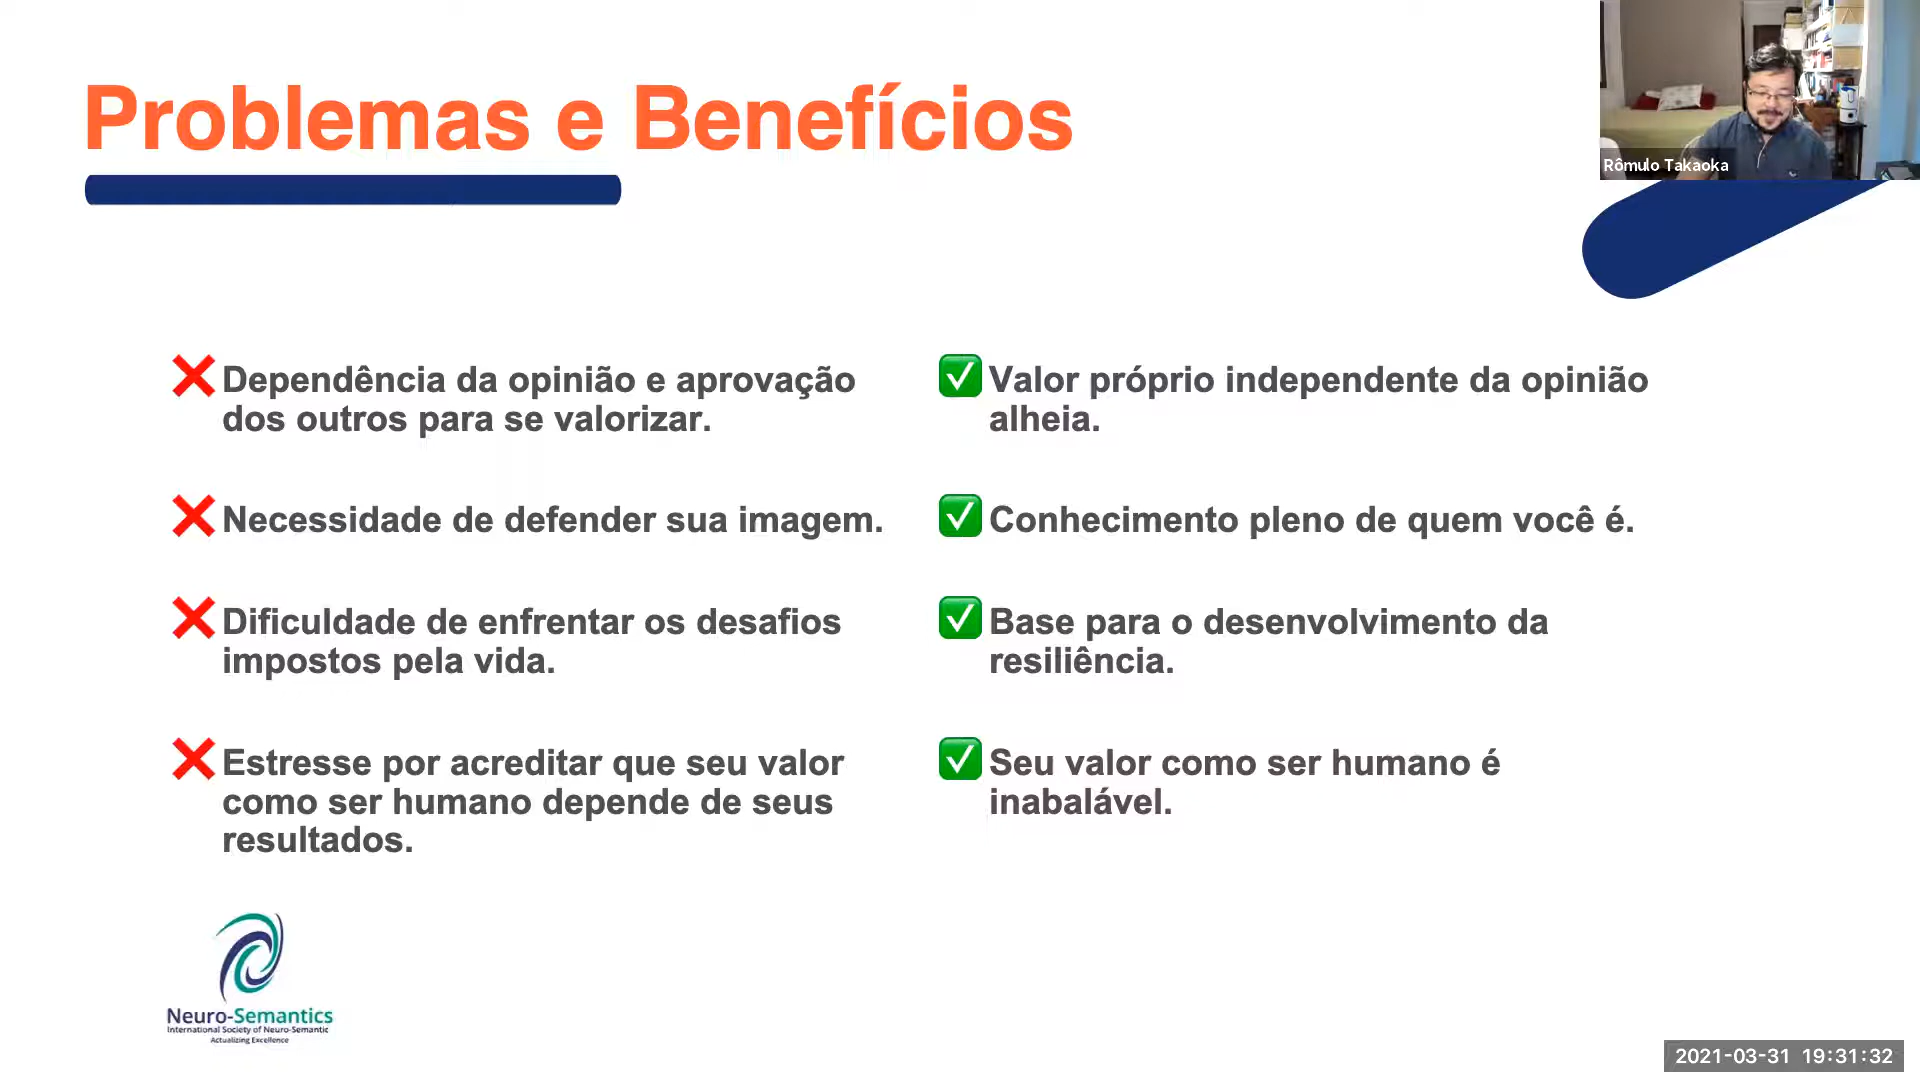 Problemas e Benefícios
Rômulo Takaoka
Dependência da opinião e aprovação
dos outros para se valorizar.
Necessidade de defender sua imagem.
Dificuldade de enfrentar os desafios
impostos pela vida.
Estresse por acreditar que seu valor
como ser humano depende de seus
resultados.
Valor próprio independente da opinião
alheia.
Conhecimento pleno de quem você é.
Base para o desenvolvimento da
resiliência.
Seu valor como ser humano é
inabalável.
Neuro-Semantics
International Society of Neuro-Semantic
Actualizing Excellence
2021-03-31 19:31:32